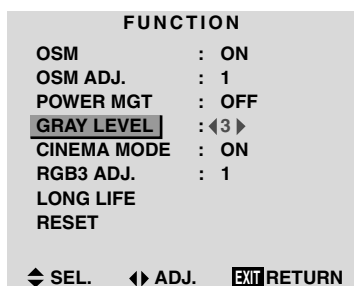 FUNCTION
OSM : ON
OSM ADJ. : 1
POWER MGT : OFF
GRAY LEVEL : 3
CINEMA MODE : ON
RGB3 ADJ. : 1
LONG LIFE
RESET
SEL. ADJ. EXIT RETURN